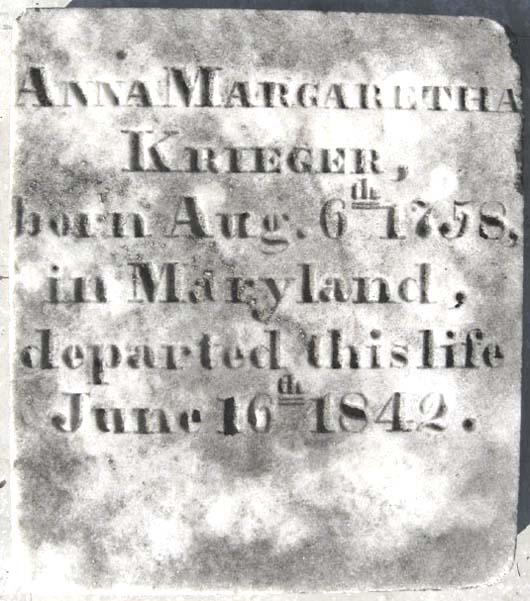 ANNA MARGARETHA
KRIEGER,
born Aug. 6th 1758,
in Maryland,
departed this life
June 16th 1842.